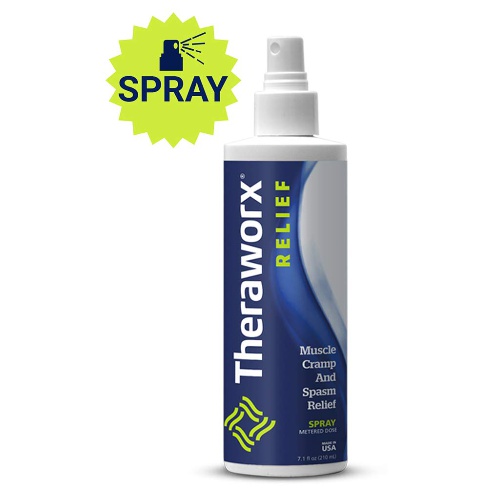 SPRAY
Theraworx®
RELIEF
Muscle
Cramp
And
Spasm
Relief
SPRAY
METERED DOSE
MADE IN
USA
7.1 fl oz (210 mL)